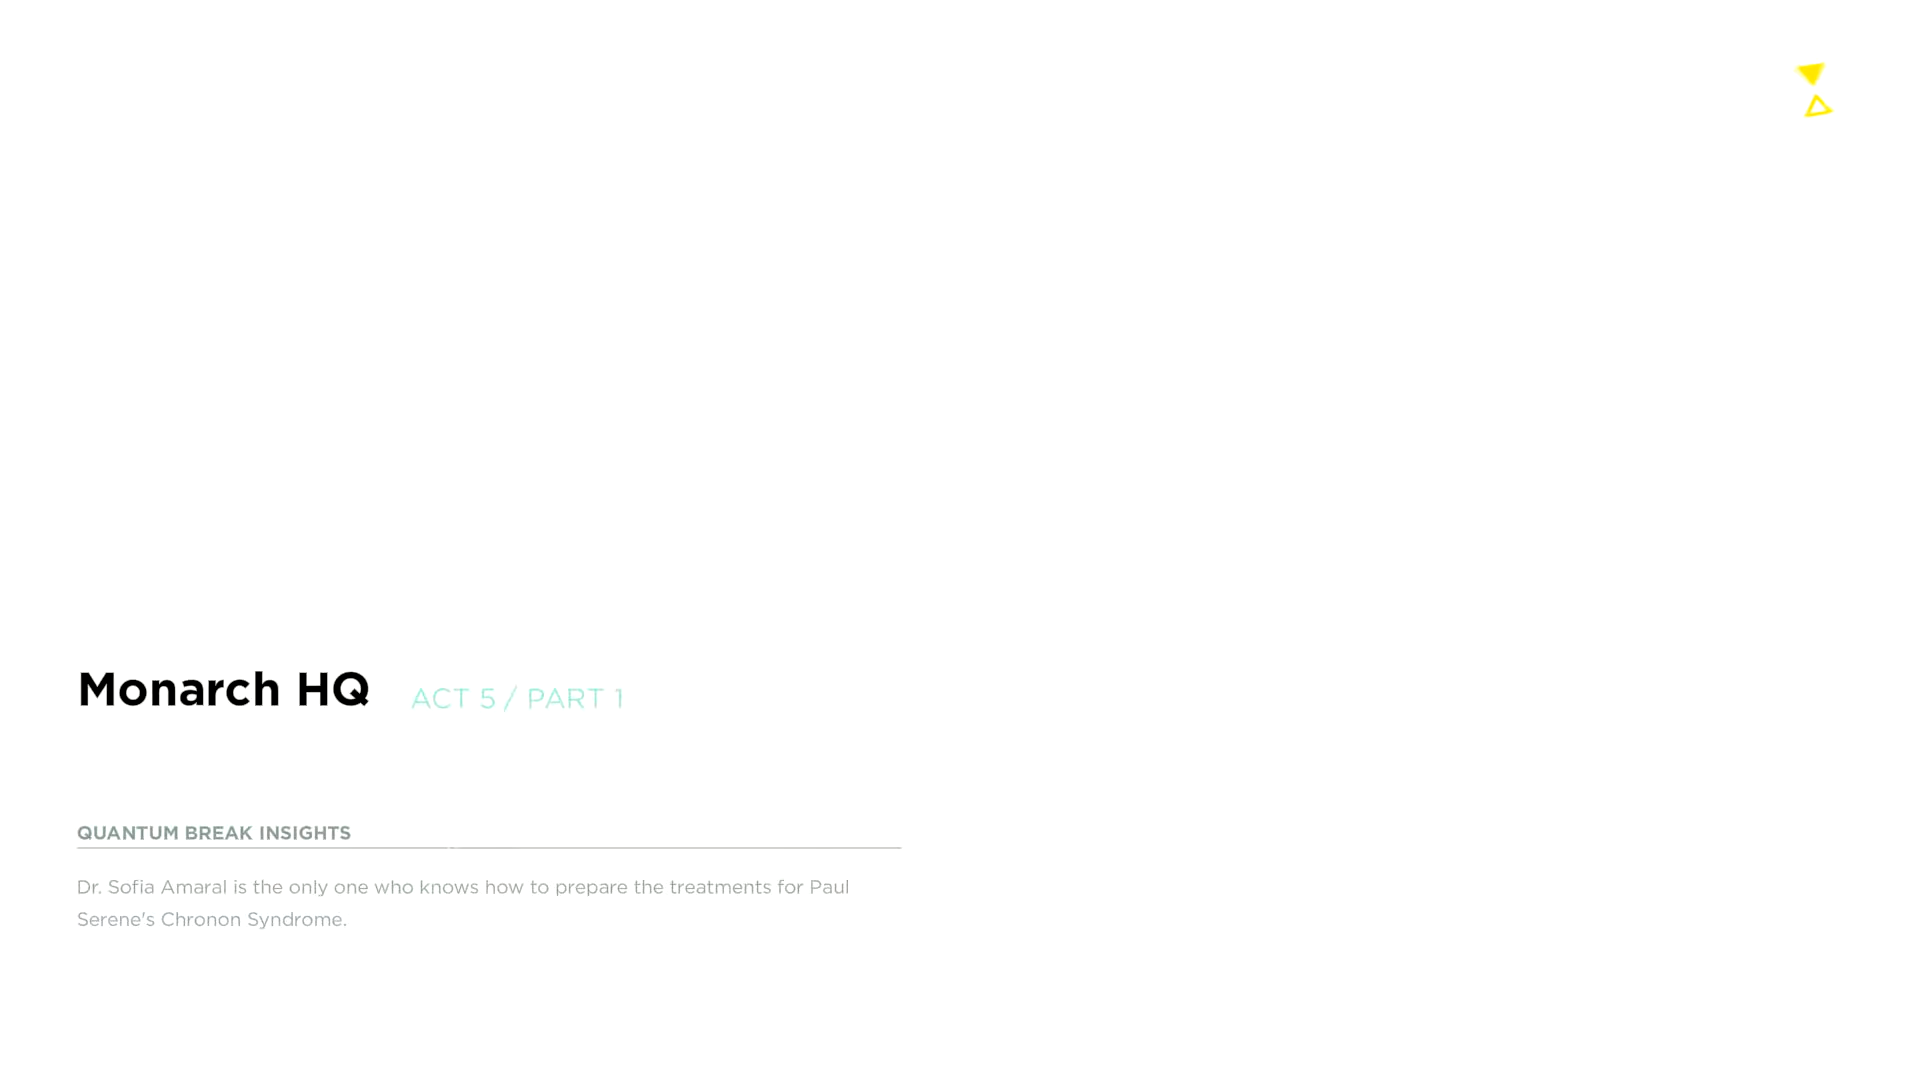 Monarch HQ ACT 5 / PART 1
QUANTUM BREAK INSIGHTS
Dr. Sofia Amaral is the only one who knows how to prepare the treatments for Paul
Serene's Chronon Syndrome.